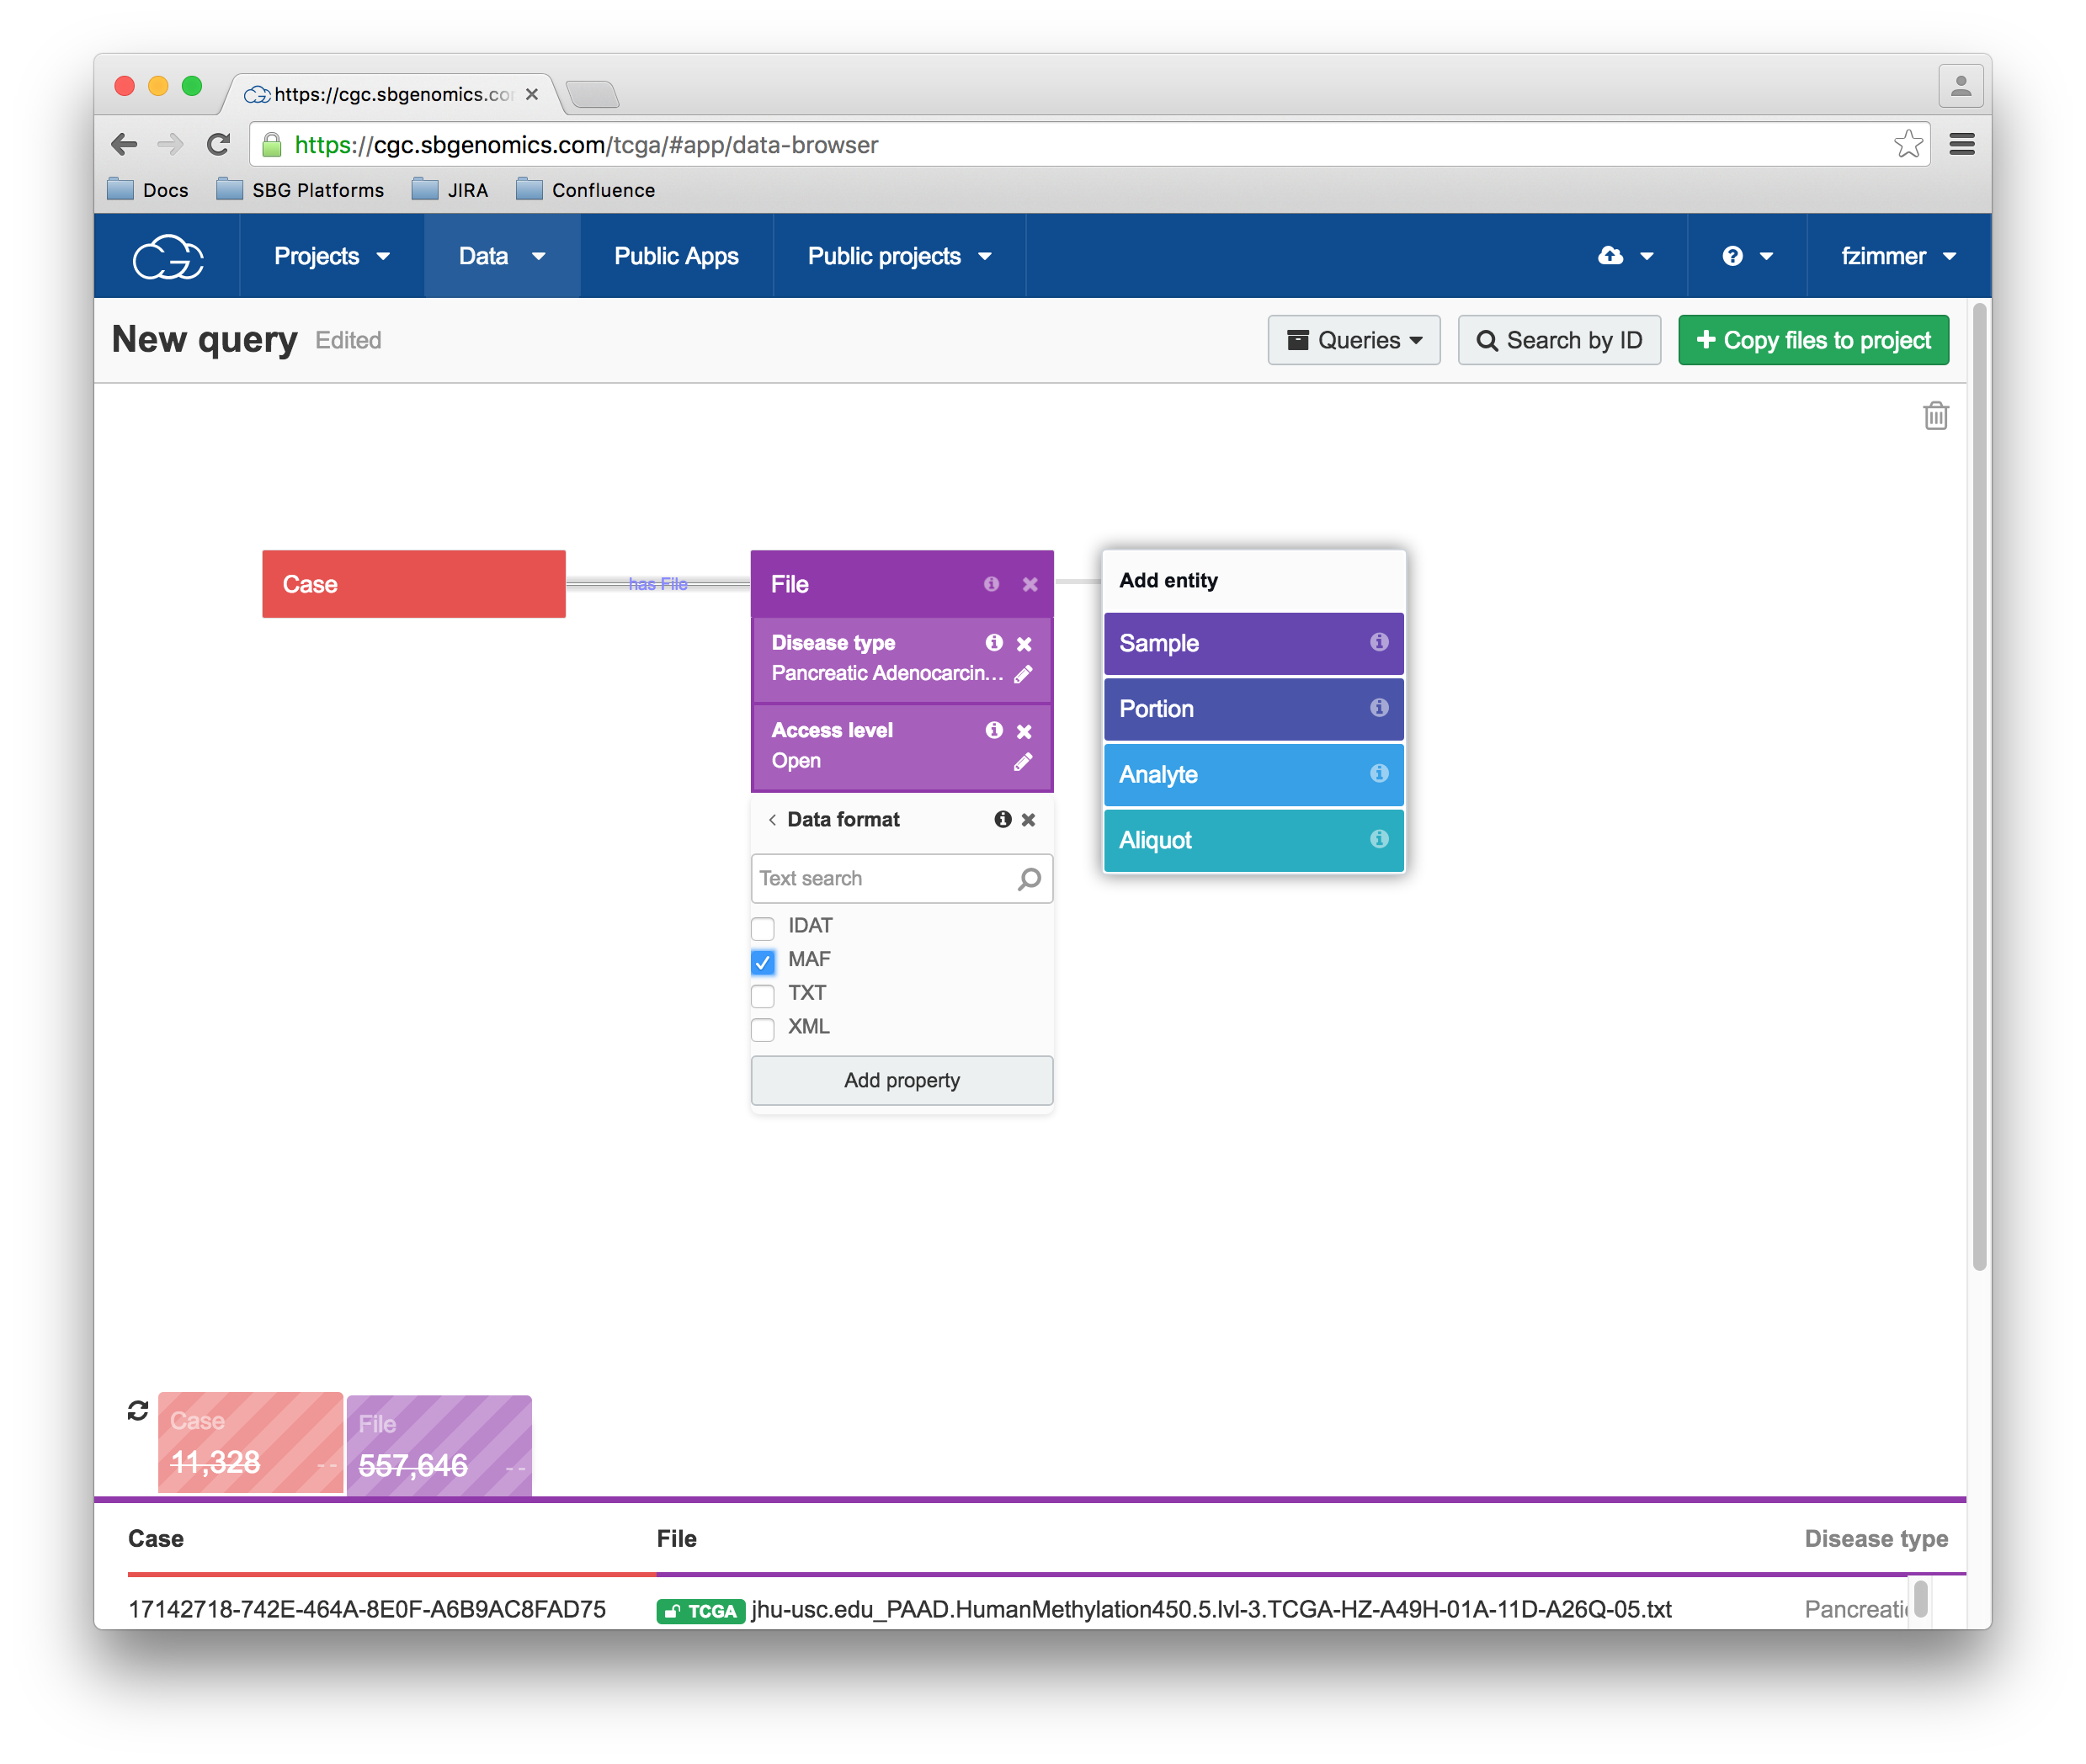 https://cgc.sbgenomics.co
https://cgc.sbgenomics.com/tcga/#app/data-browser
Docs SBG Platforms JIRA Confluence
Projects Data Public Apps Public projects fzimmer
New query Edited Queries Search by ID Copy files to project
Case has File File Add entity
Disease type
Pancreatic Adenocarcin...
Access level
Open
Data format
Text search
IDAT
MAF
TXT
XML
Add property
Sample
Portion
Analyte
Aliquot
Case
11,328 --
File
557,646 --
Case File Disease type
17142718-742E-464A-8E0F-A6B9AC8FAD75 TCGA jhu-usc.edu_PAAD.HumanMethylation450.5.lvl-3.TCGA-HZ-A49H-01A-11D-A26Q-05.txt Pancreatic